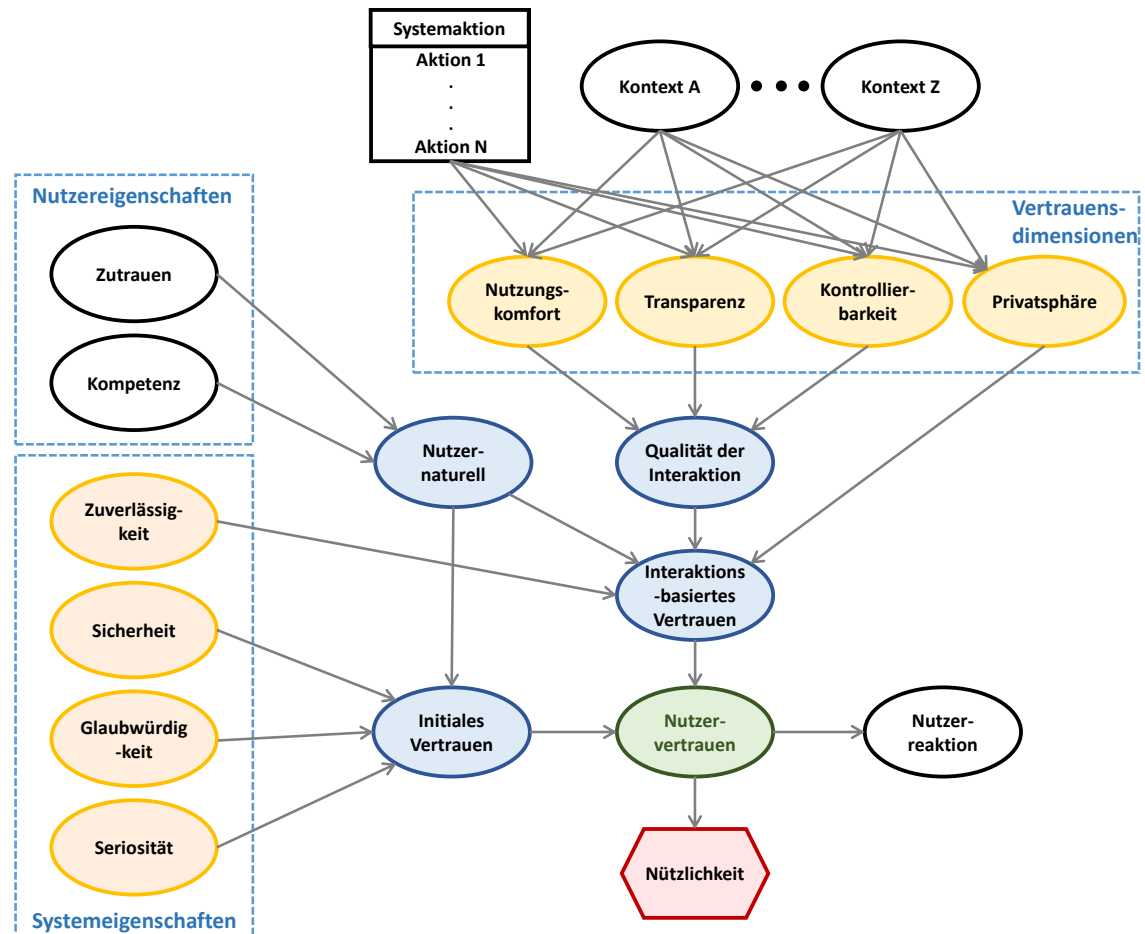 Systemaktion
Aktion 1
.
.
.
Aktion N
Kontext A
Kontext Z
Nutzereigenschaften
Zutrauen
Kompetenz
Vertrauens-
dimensionen
Nutzungs-
komfort
Transparenz
Kontrollier-
barkeit
Privatsphäre
Nutzer-
naturell
Qualität der
Interaktion
Zuverlässig-
keit
Interaktions
-basiertes
Vertrauen
Sicherheit
Glaubwürdig
-keit
Initiales
Vertrauen
Nutzer-
vertrauen
Nutzer-
reaktion
Seriosität
Nützlichkeit
Systemeigenschaften